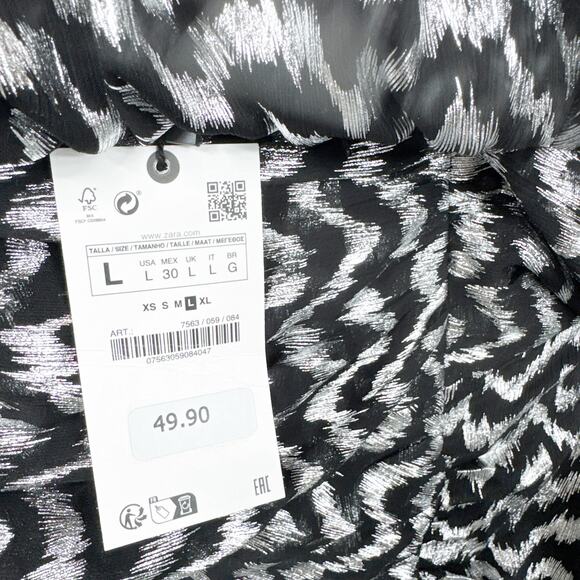 FSC
www.zara.com
TALLA / SIZE / TAMANHO / TAILLE / MAAT / ΜΕΓΕΘΟΣ
L
USA MEX UK IT BR
L 30 L L G
XS S M L XL
7563 / 059 / 084
ART.:
07563059084047
49.90
EAC